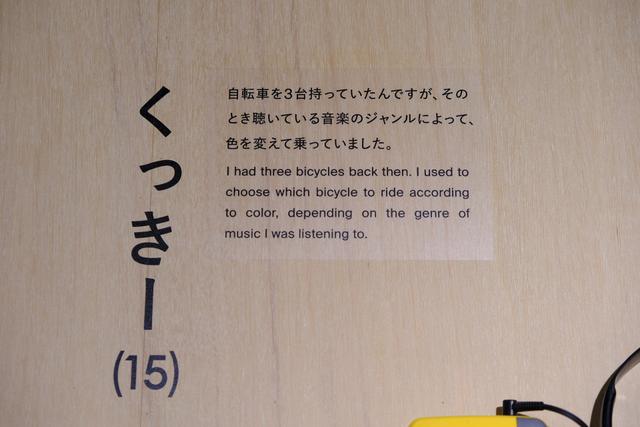 くっきー
(15)
自転車を3台持っていたんですが、その
とき聴いている音楽のジャンルによって、
色を変えて乗っていました。
I had three bicycles back then. I used to
choose which bicycle to ride according
to color, depending on the genre of
music I was listening to.